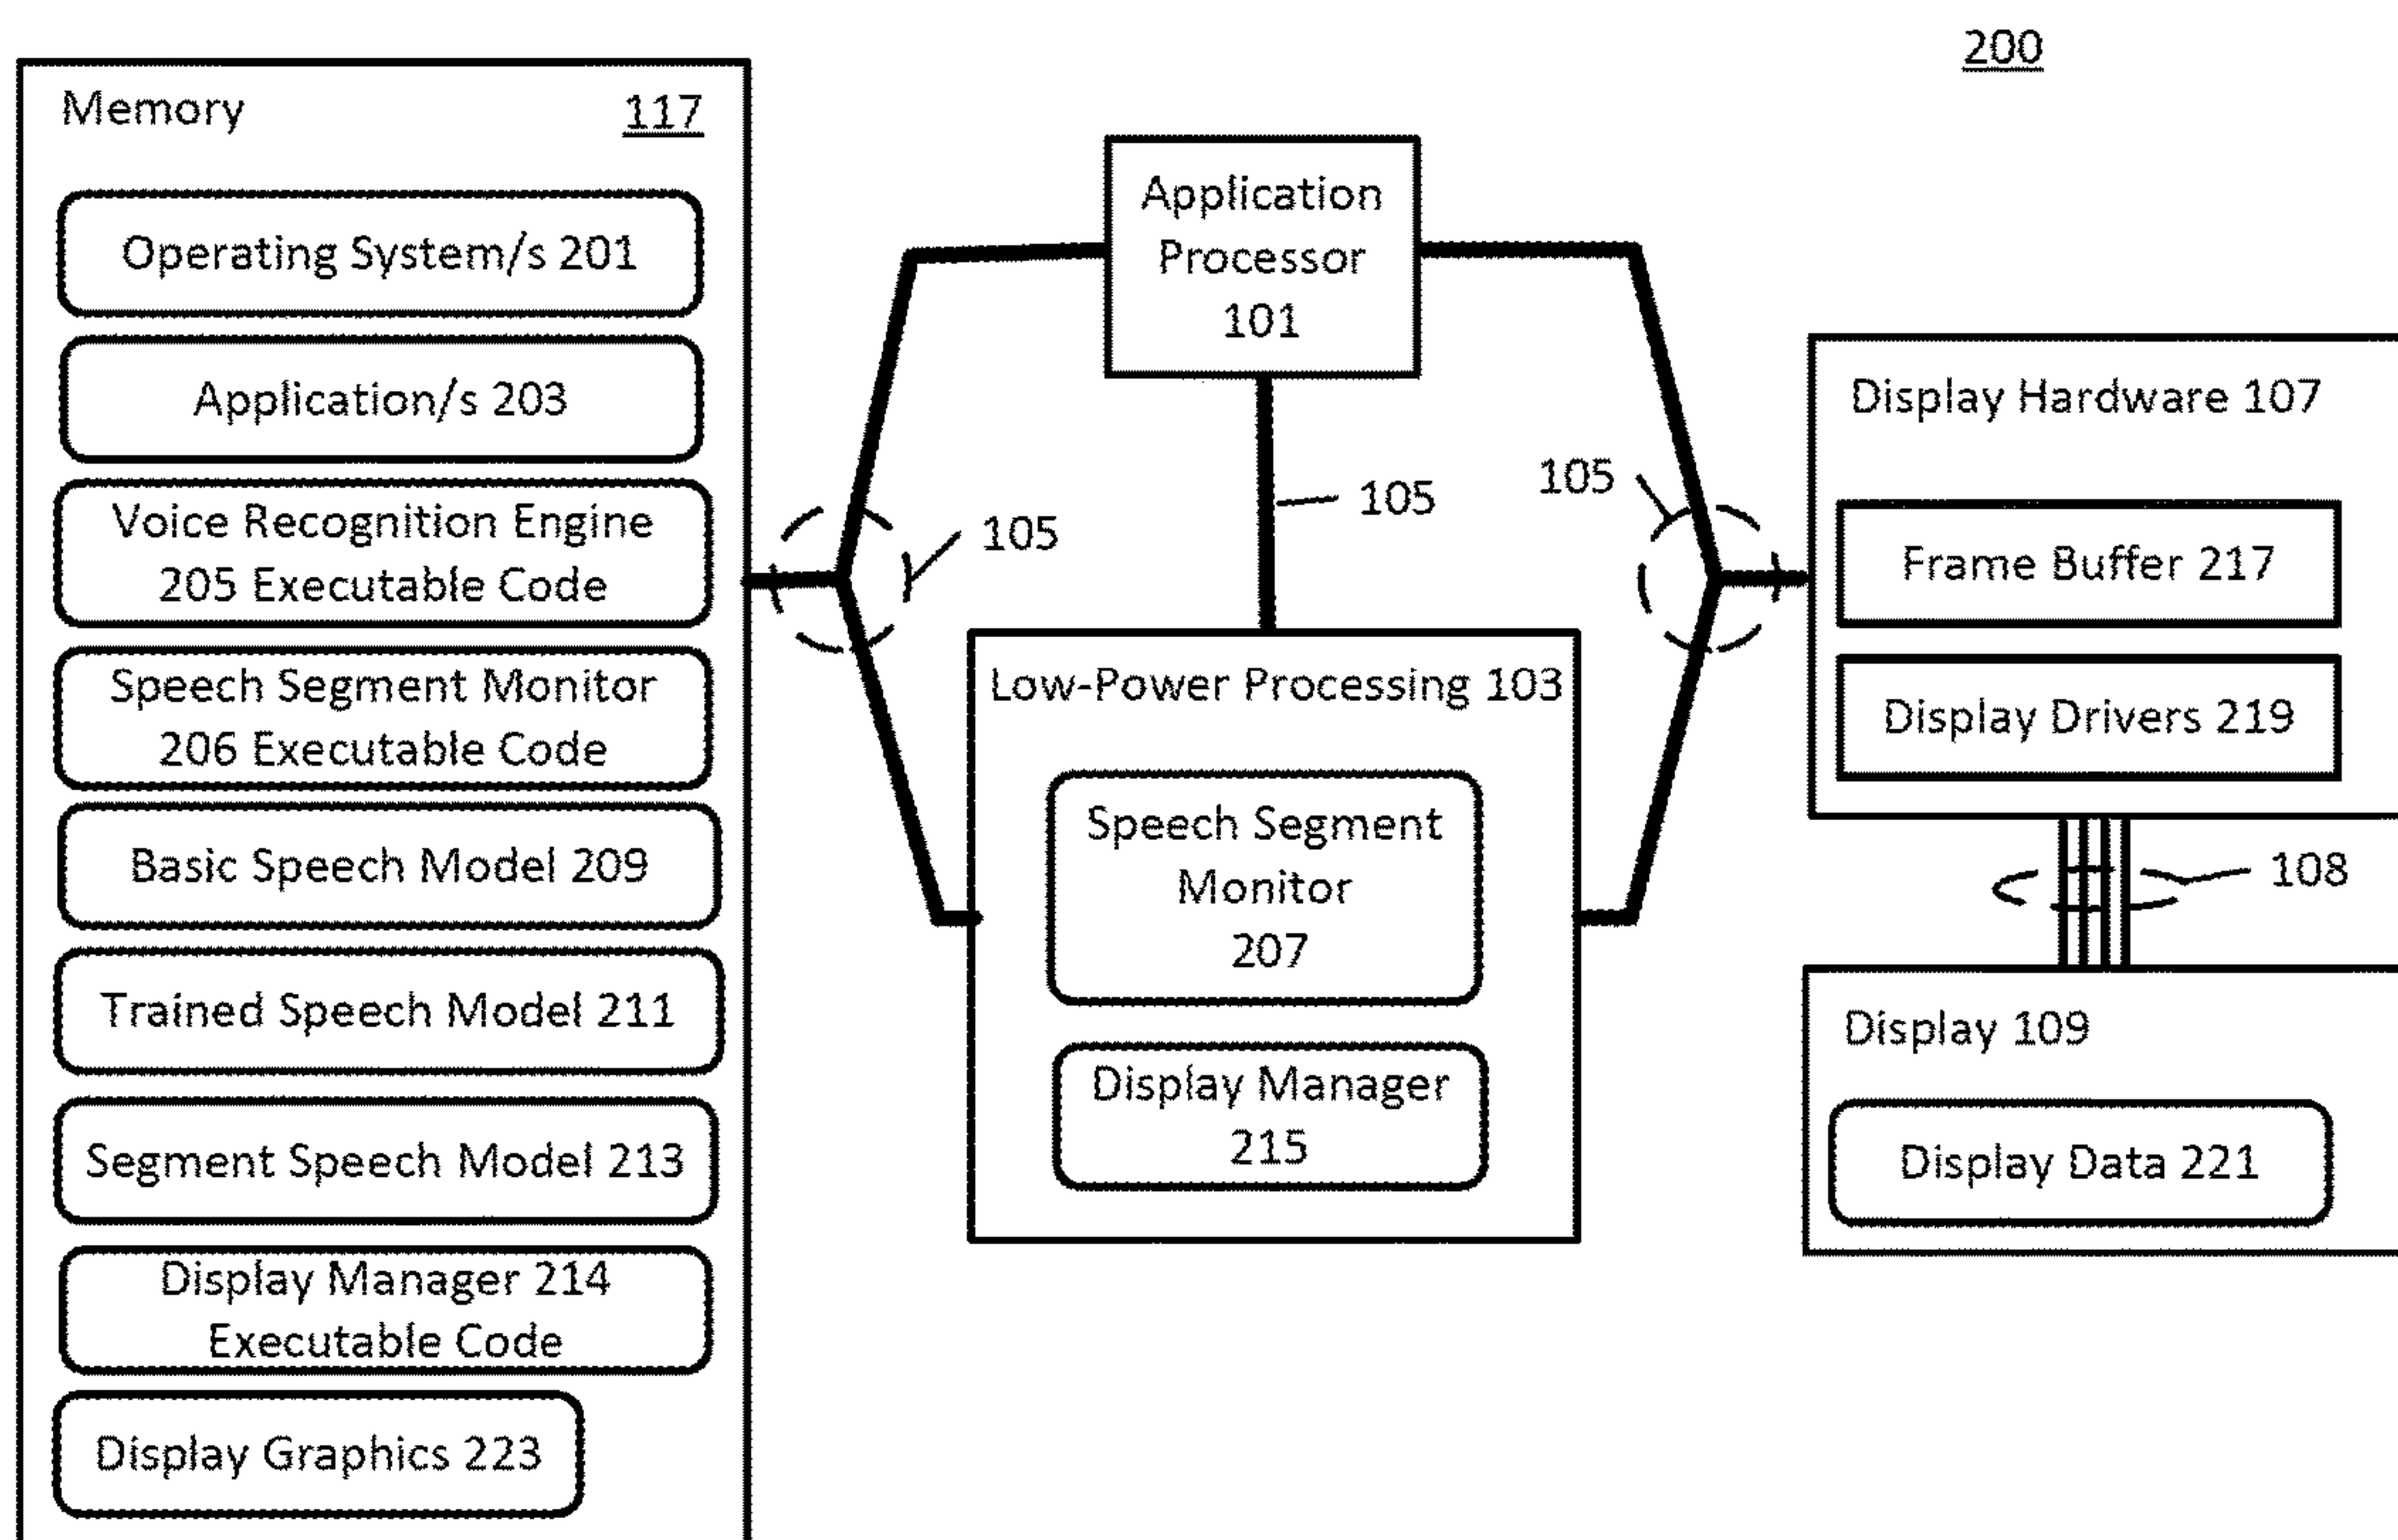 200
Memory 117
Operating System/s 201
Application/s 203
Voice Recognition Engine
205 Executable Code
Speech Segment Monitor
206 Executable Code
Basic Speech Model 209
Trained Speech Model 211
Segment Speech Model 213
Display Manager 214
Executable Code
Display Graphics 223
105
Application
Processor
101
105
Low-Power Processing 103
Speech Segment
Monitor
207
Display Manager
215
105
Display Hardware 107
Frame Buffer 217
Display Drivers 219
108
Display 109
Display Data 221